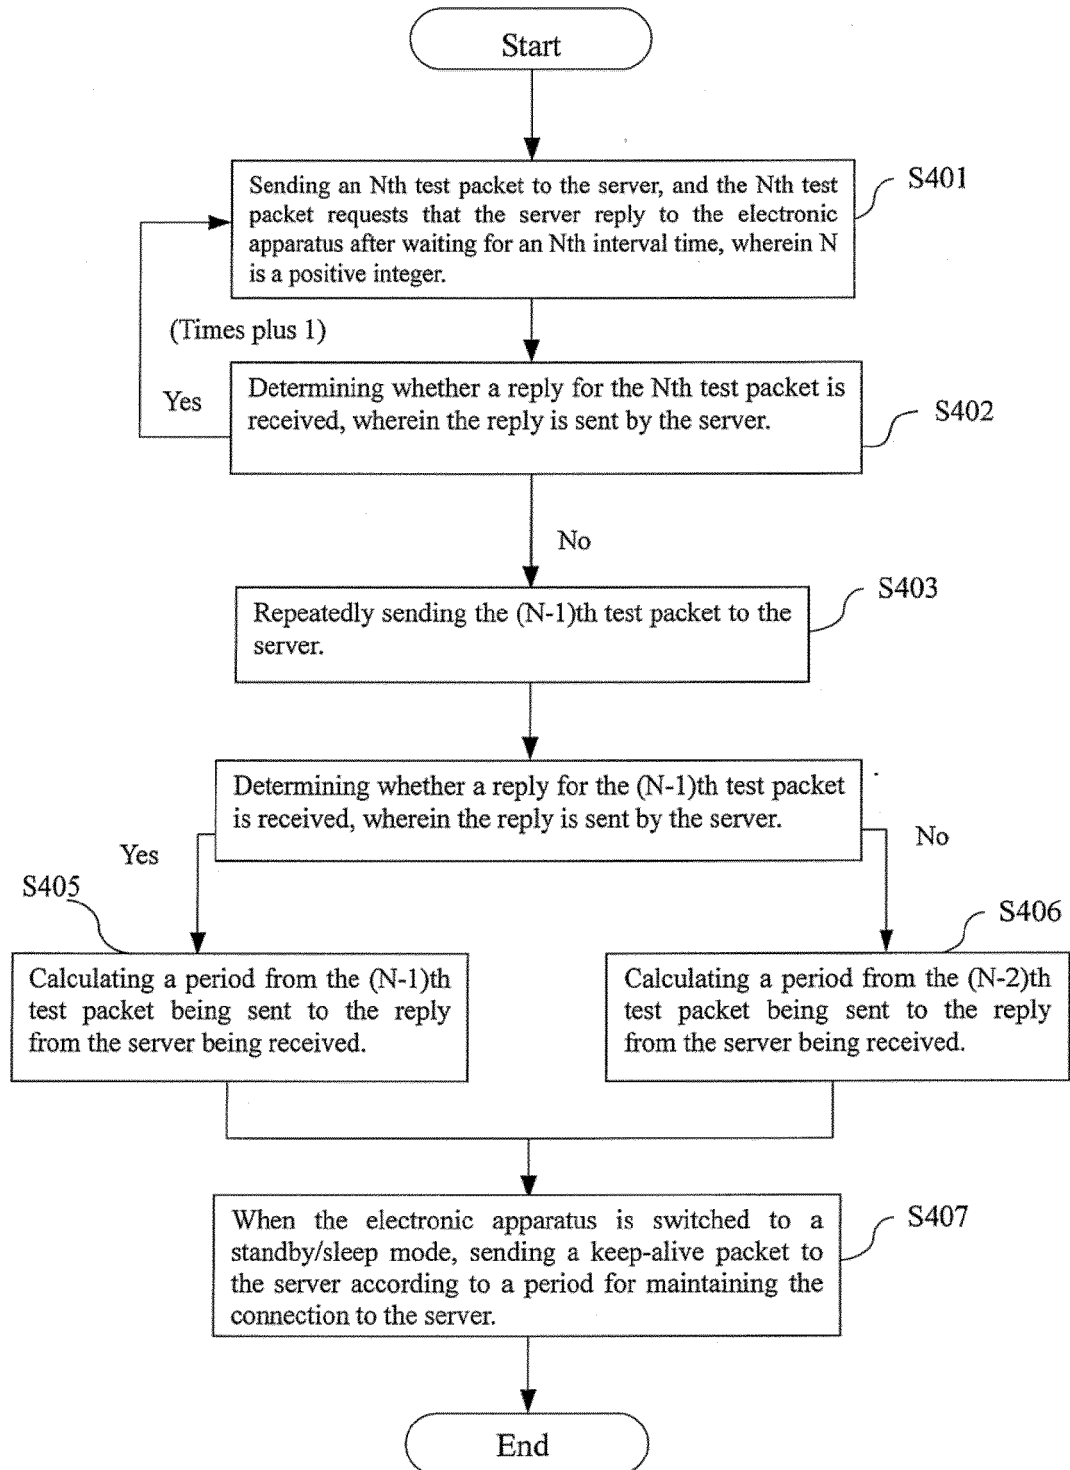 Start
Sending an Nth test packet to the server, and the Nth test
packet requests that the server reply to the electronic
apparatus after waiting for an Nth interval time, wherein N
is a positive integer.
S401
(Times plus 1)
Yes
Determining whether a reply for the Nth test packet is
received, wherein the reply is sent by the server.
S402
No
S403
Repeatedly sending the (N-1)th test packet to the
server.
Determining whether a reply for the (N-1)th test packet
is received, wherein the reply is sent by the server.
Yes
No
S405
S406
Calculating a period from the (N-1)th
test packet being sent to the reply
from the server being received.
Calculating a period from the (N-2)th
test packet being sent to the reply
from the server being received.
When the electronic apparatus is switched to a
standby/sleep mode, sending a keep-alive packet to
the server according to a period for maintaining the
connection to the server.
S407
End